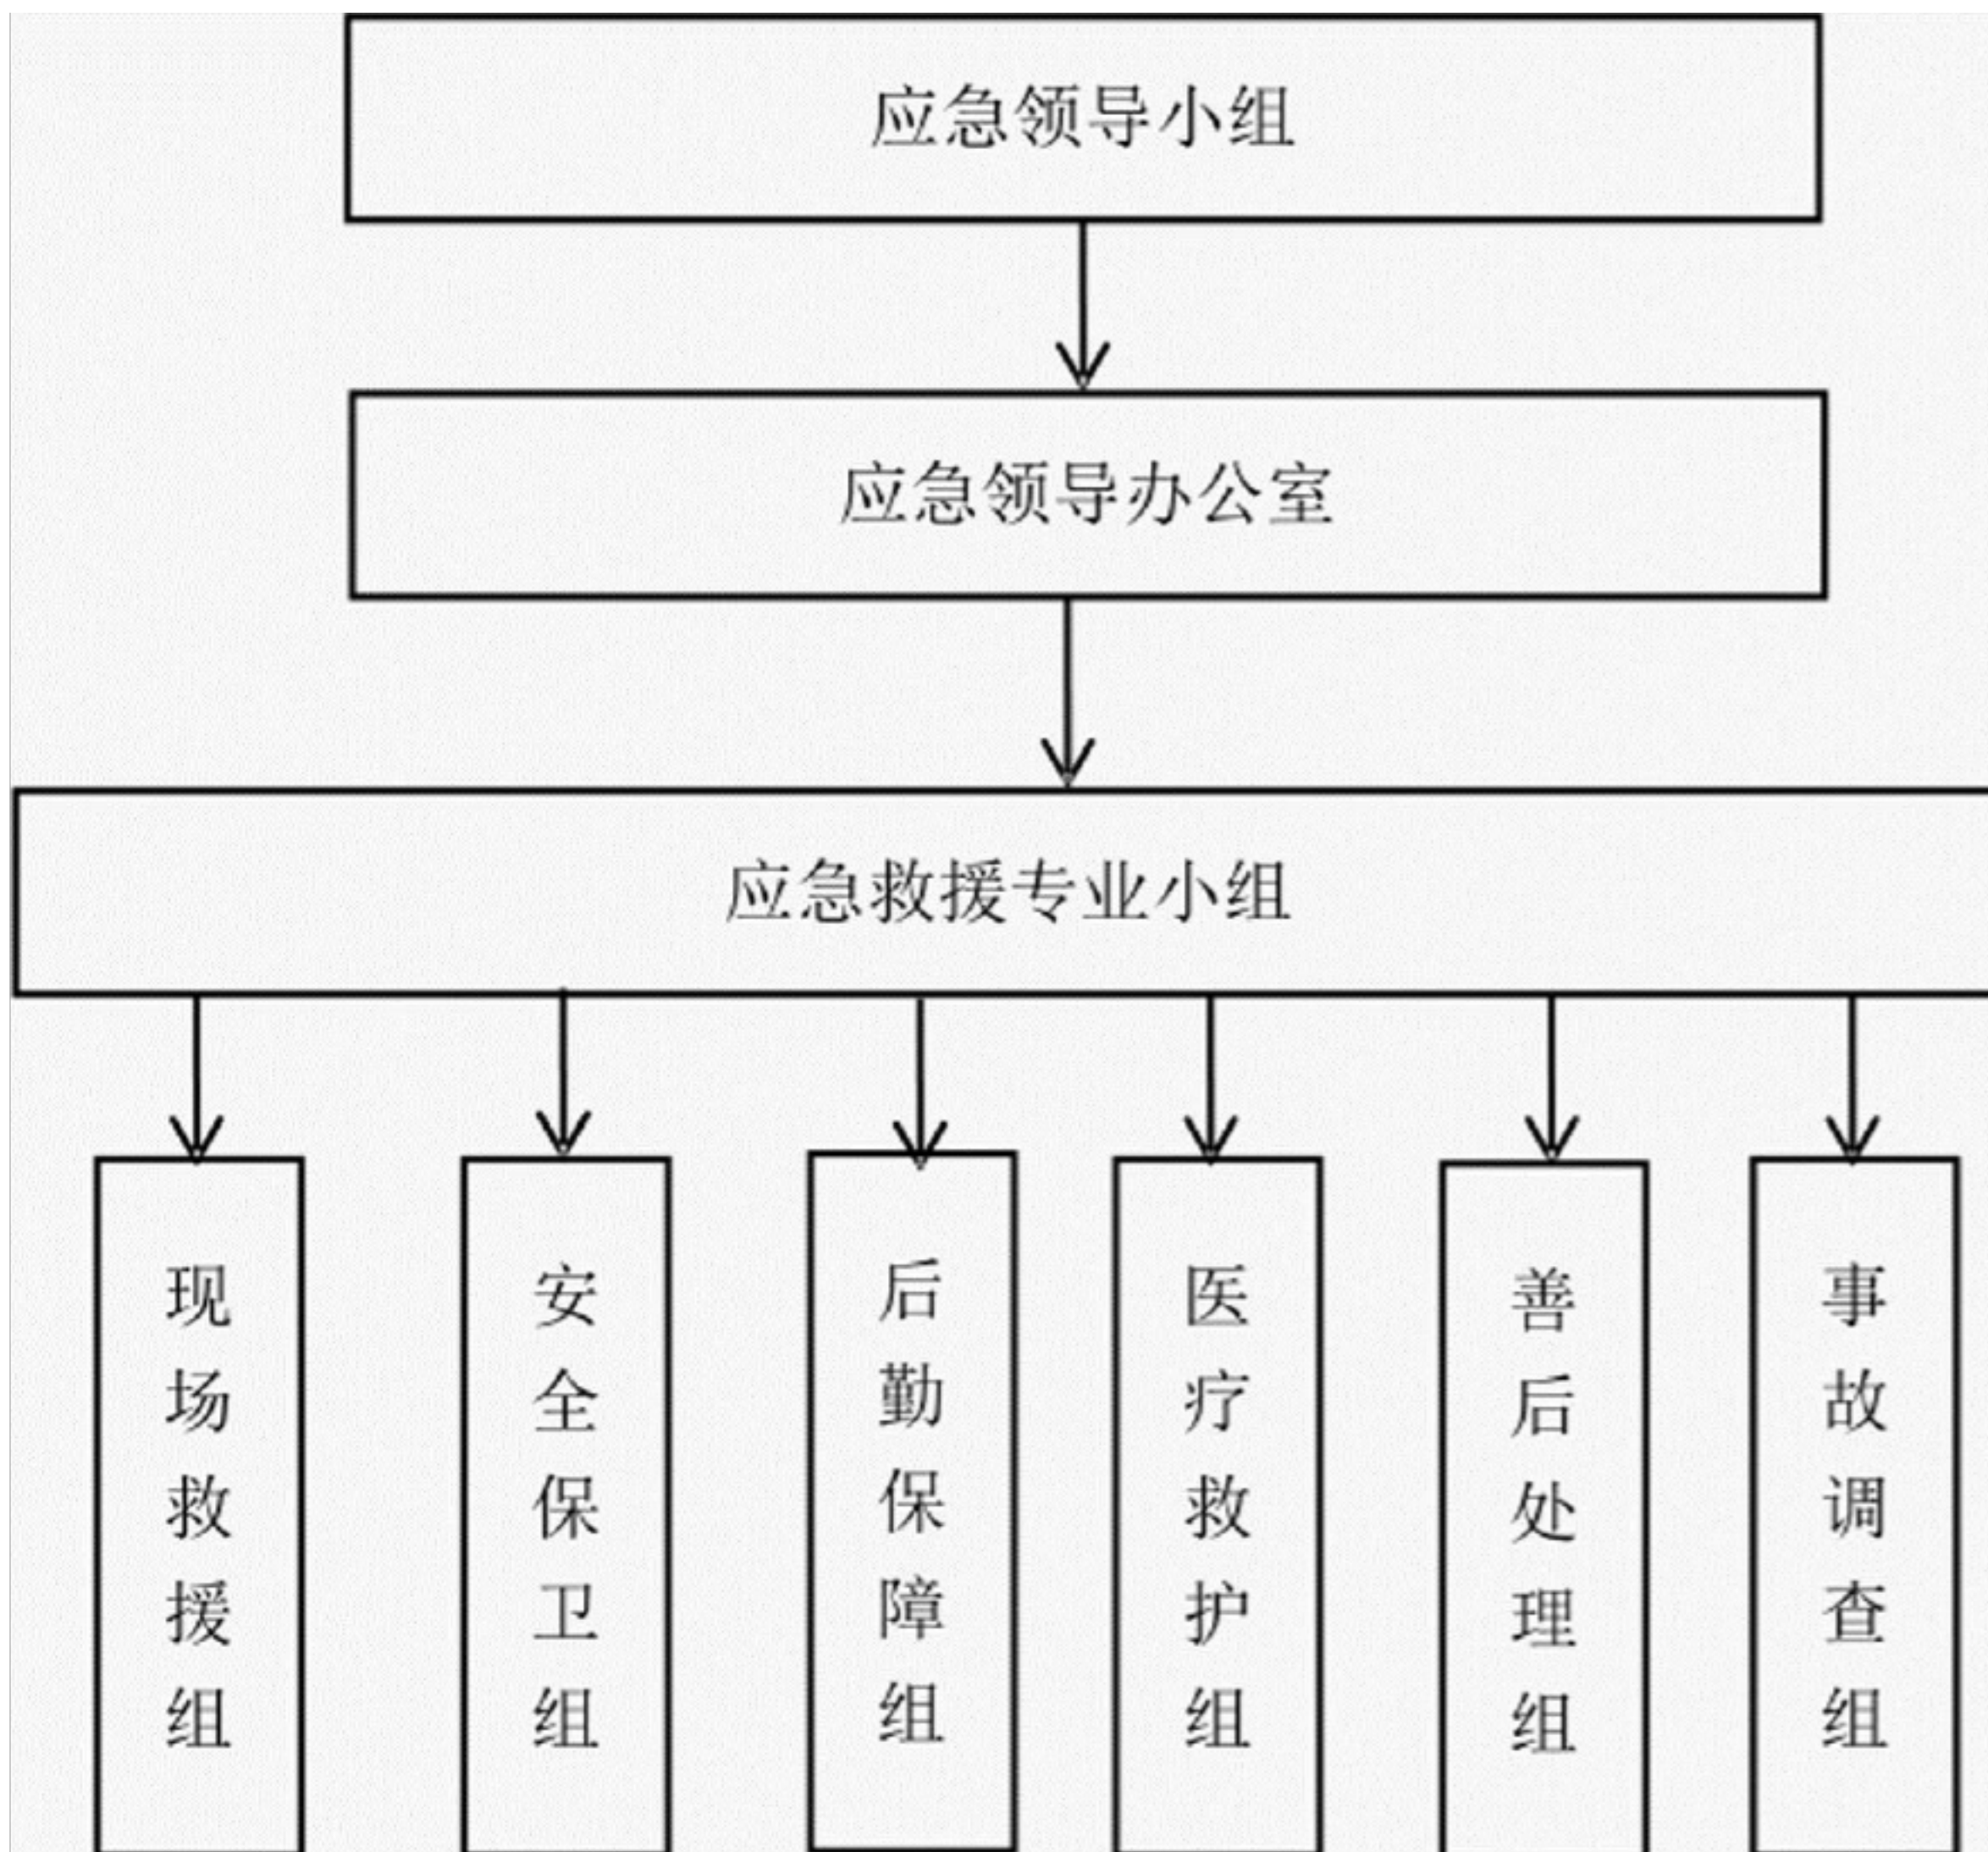 应急领导小组
应急领导办公室
应急救援专业小组
现场救援组
安全保卫组
后勤保障组
医疗救护组
善后处理组
事故调查组